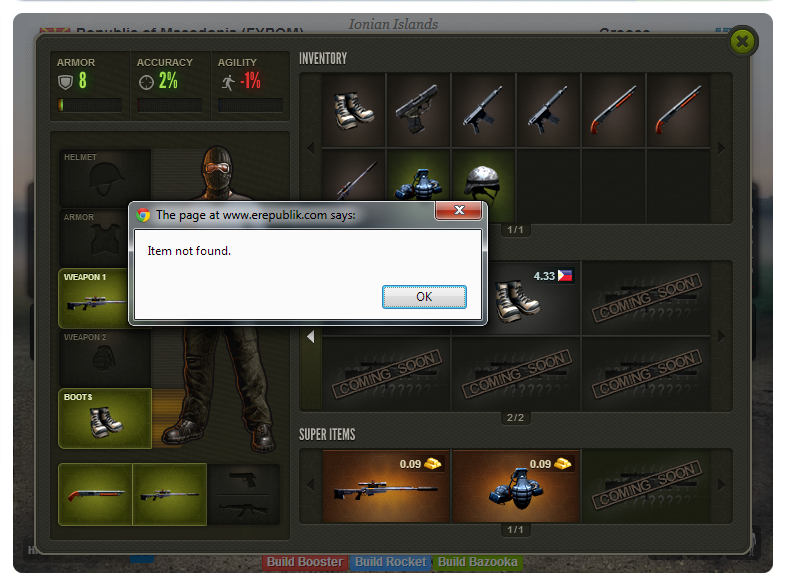 Ionian Islands
Republic of Macedonia (FYROM)
Greece
ARMOR
8
ACCURACY
2%
AGILITY
-1%
INVENTORY
HELMET
ARMOR
WEAPON 1
WEAPON 2
BOOTS
The page at www.erepublik.com says:
Item not found.
OK
1/1
4.33
COMING SOON
COMING SOON
COMING SOON
COMING SOON
2/2
SUPER ITEMS
0.09
0.09
COMING SOON
1/1
Build Booster
Build Rocket
Build Bazooka